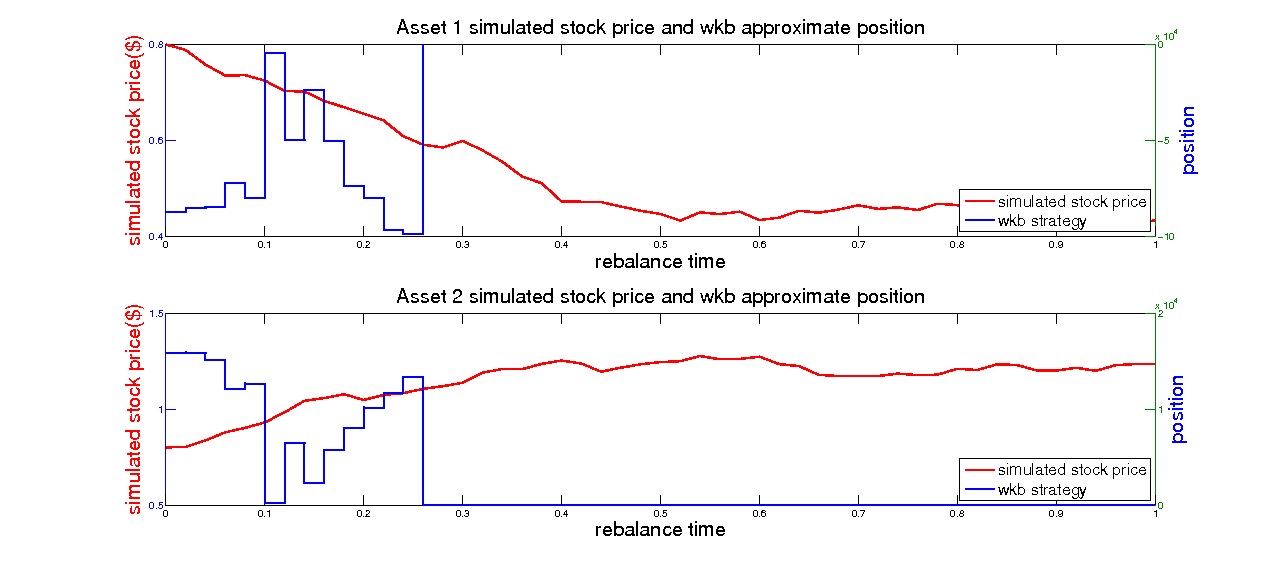 Asset 1 simulated stock price and wkb approximate position
x 10^4
simulated stock price($)
0.8
0.6
0.4
0
-5
-10
position
simulated stock price
wkb strategy
0 0.1 0.2 0.3 0.4 0.5 0.6 0.7 0.8 0.9 1
rebalance time
Asset 2 simulated stock price and wkb approximate position
x 10^4
simulated stock price($)
1.5
1
0.5
2
1
0
position
simulated stock price
wkb strategy
0 0.1 0.2 0.3 0.4 0.5 0.6 0.7 0.8 0.9 1
rebalance time